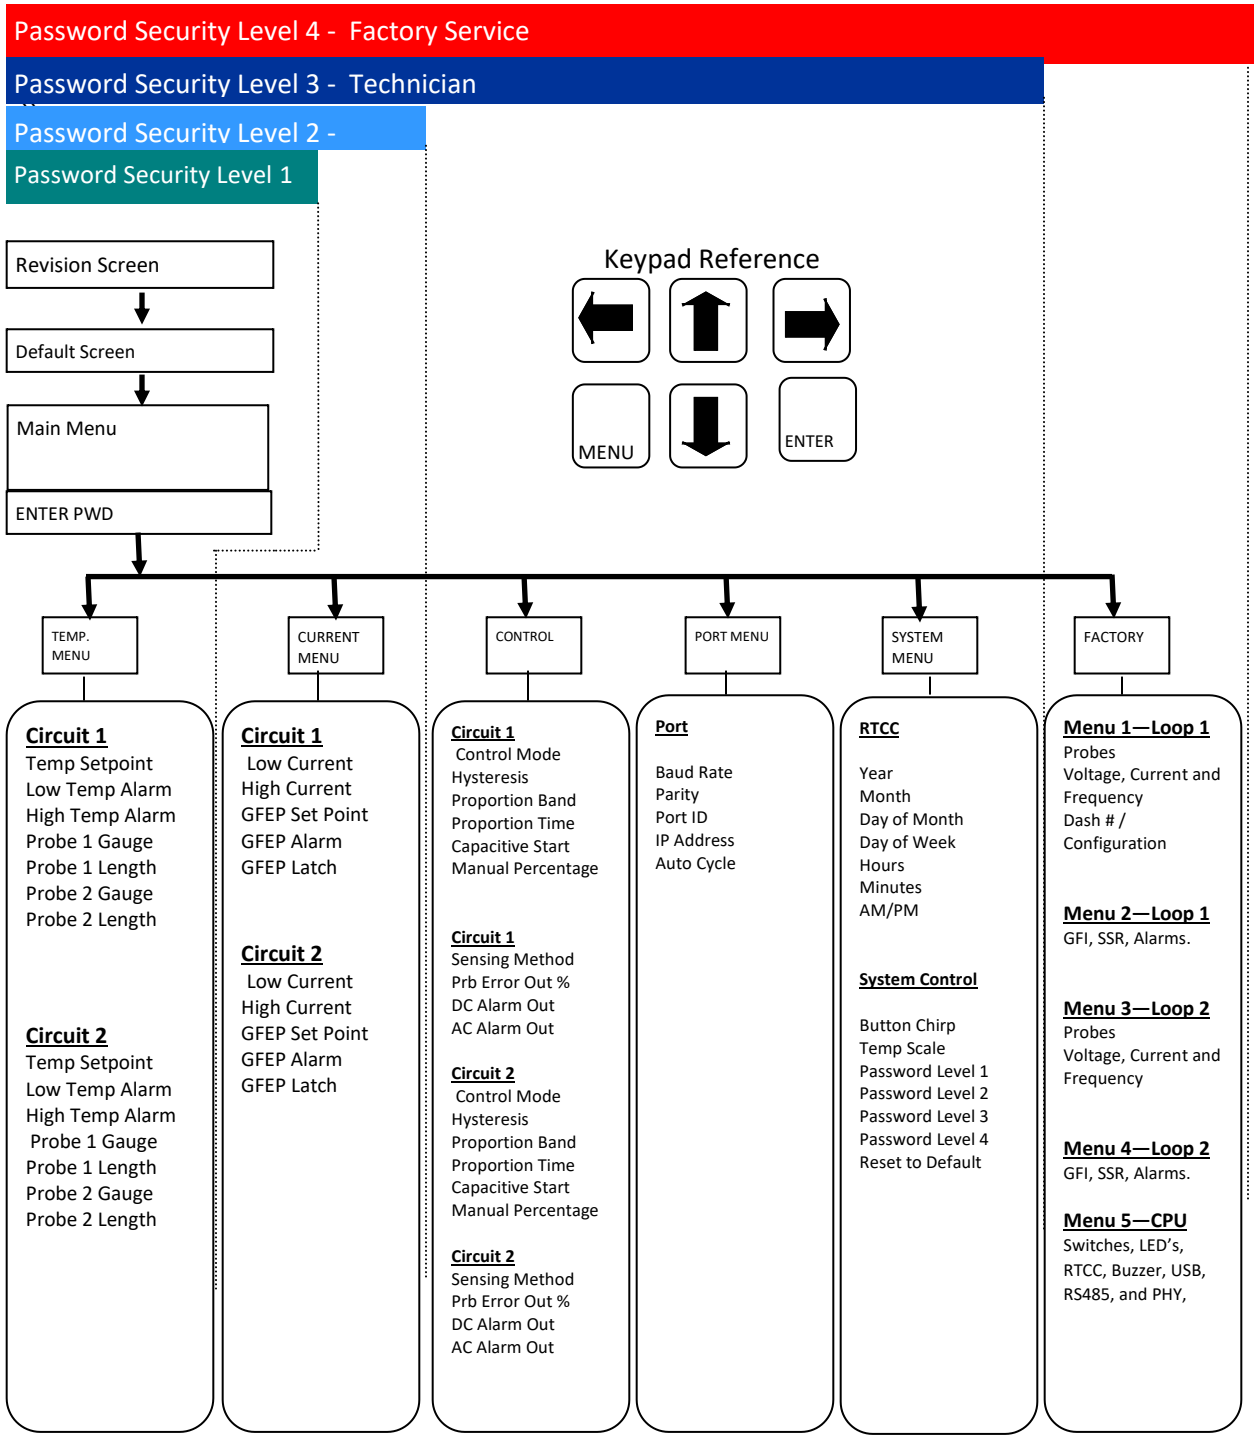 Password Security Level 4 - Factory Service
Password Security Level 3 - Technician
Password Security Level 2 -
Password Security Level 1
Revision Screen
Default Screen
Main Menu
ENTER PWD
Keypad Reference
MENU
ENTER
TEMP.
MENU
CURRENT
MENU
CONTROL
PORT MENU
SYSTEM
MENU
FACTORY
Circuit 1
Temp Setpoint
Low Temp Alarm
High Temp Alarm
Probe 1 Gauge
Probe 1 Length
Probe 2 Gauge
Probe 2 Length
Circuit 2
Temp Setpoint
Low Temp Alarm
High Temp Alarm
Probe 1 Gauge
Probe 1 Length
Probe 2 Gauge
Probe 2 Length
Circuit 1
Low Current
High Current
GFEP Set Point
GFEP Alarm
GFEP Latch
Circuit 2
Low Current
High Current
GFEP Set Point
GFEP Alarm
GFEP Latch
Circuit 1
Control Mode
Hysteresis
Proportion Band
Proportion Time
Capacitive Start
Manual Percentage
Circuit 1
Sensing Method
Prb Error Out %
DC Alarm Out
AC Alarm Out
Circuit 2
Control Mode
Hysteresis
Proportion Band
Proportion Time
Capacitive Start
Manual Percentage
Circuit 2
Sensing Method
Prb Error Out %
DC Alarm Out
AC Alarm Out
Port
Baud Rate
Parity
Port ID
IP Address
Auto Cycle
RTCC
Year
Month
Day of Month
Day of Week
Hours
Minutes
AM/PM
System Control
Button Chirp
Temp Scale
Password Level 1
Password Level 2
Password Level 3
Password Level 4
Reset to Default
Menu 1—Loop 1
Probes
Voltage, Current and
Frequency
Dash # /
Configuration
Menu 2—Loop 1
GFI, SSR, Alarms.
Menu 3—Loop 2
Probes
Voltage, Current and
Frequency
Menu 4—Loop 2
GFI, SSR, Alarms.
Menu 5—CPU
Switches, LED's,
RTCC, Buzzer, USB,
RS485, and PHY,